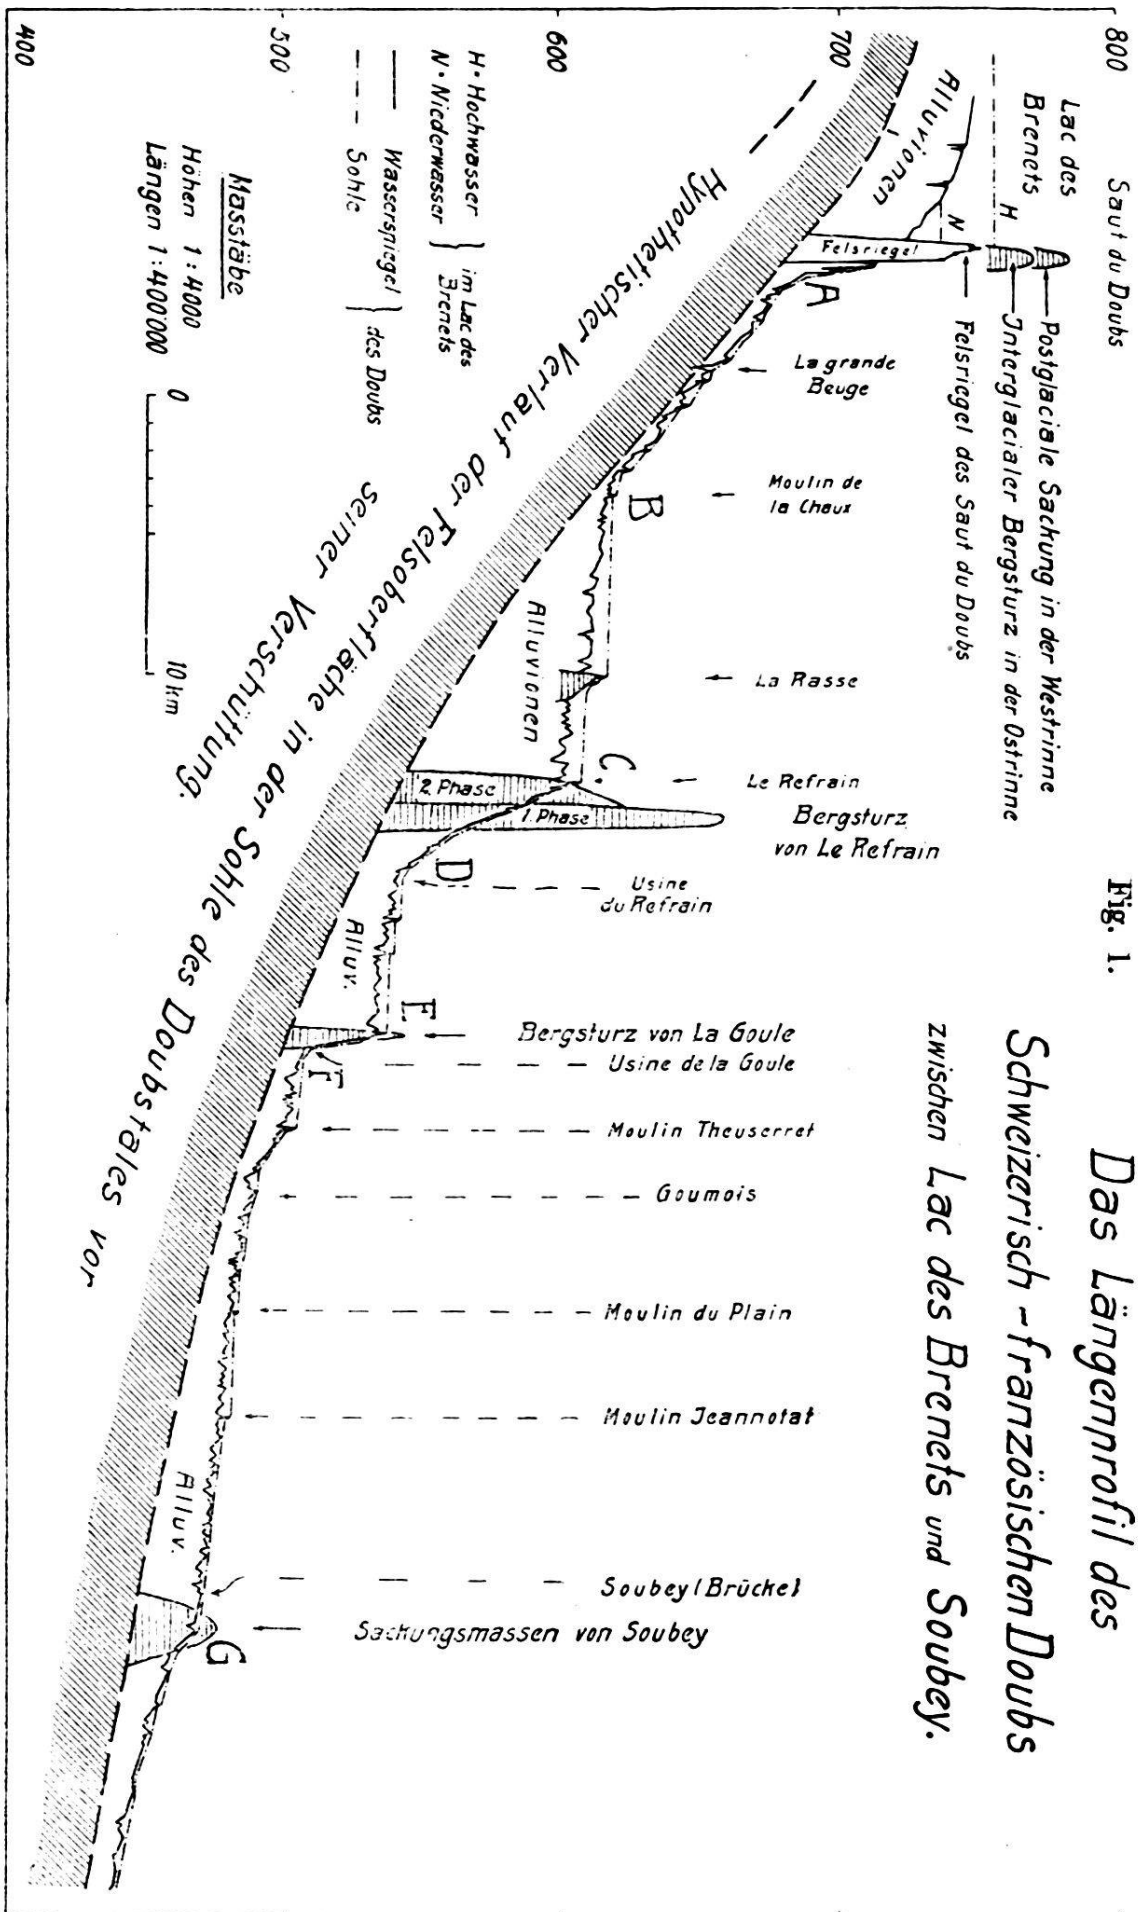 Fig. 1.
Das Längenprofil des
Schweizerisch - französischen Doubs
zwischen Lac des Brenets und Soubey.
800
700
600
500
400
Saut du Doubs
Lac des
Brenets
H
N
Alluvionen
Felsriegel
Postglaciale Sackung in der Westrinne
Interglacialer Bergsturz in der Ostrinne
Felsriegel des Saut du Doubs
A
La grande
Beuge
B
Moulin de
la Chaux
Alluvionen
La Rasse
C.
Le Refrain
2. Phase
1. Phase
Bergsturz
von Le Refrain
D
Usine
du Refrain
Alluv.
E
Bergsturz von La Goule
F
Usine de la Goule
Moulin Theuserret
Goumois
Moulin du Plain
Moulin Jeannotat
Alluv.
Soubey (Brücke)
G
Sackungsmassen von Soubey
Hypothetischer Verlauf der Felsoberfläche in der Sohle des Doubstales vor
seiner Verschüttung.
H = Hochwasser
N = Niederwasser
im Lac des
Brenets
Wasserspiegel
Sohle
des Doubs
Masstäbe
Höhen 1:4000
Längen 1:400'000
0
10 km